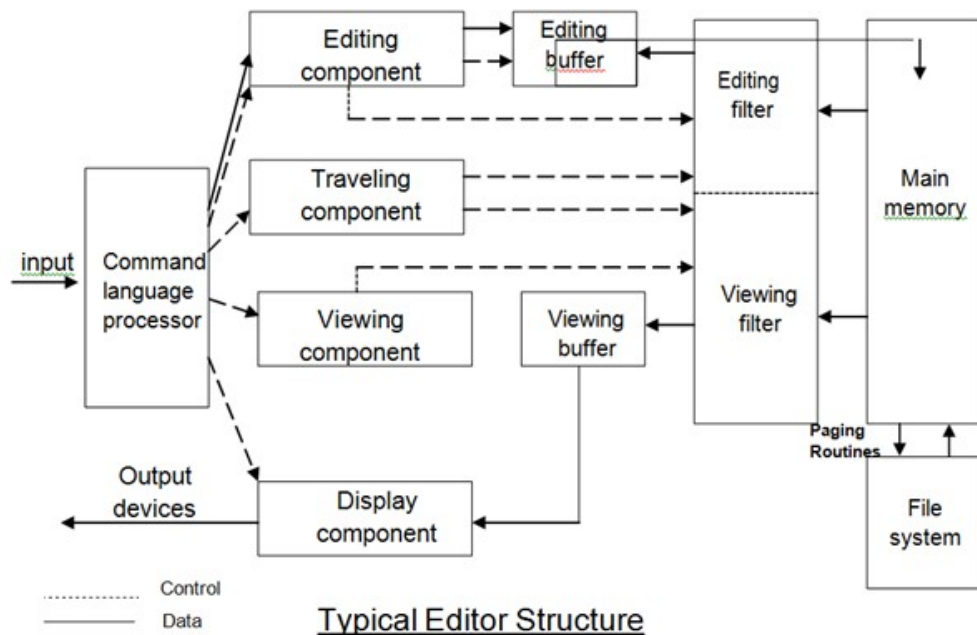 Editing
component
Editing
buffer
Editing
filter
Main
memory
Traveling
component
input
Command
language
processor
Viewing
component
Viewing
buffer
Viewing
filter
Paging
Routines
Output
devices
Display
component
File
system
Control
Data
Typical Editor Structure